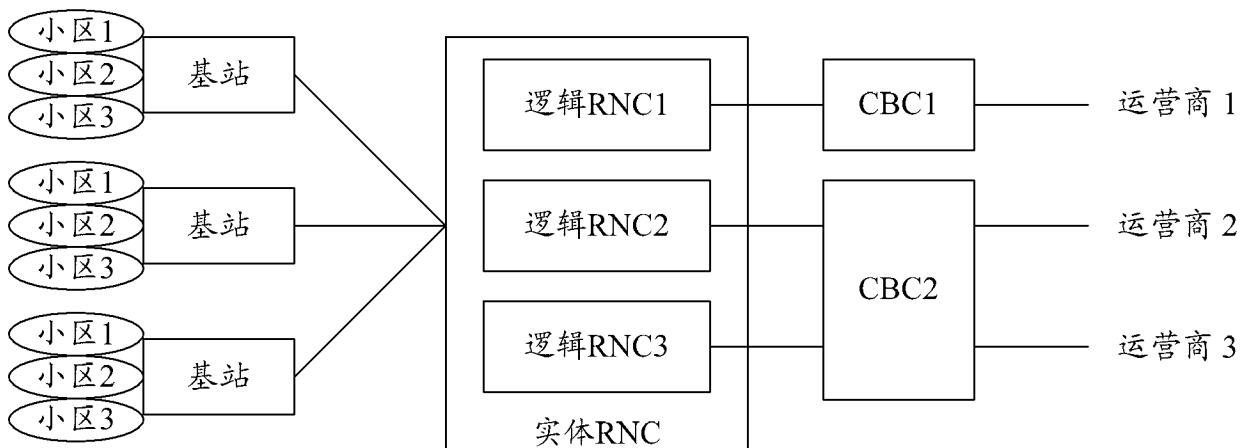 小区1
小区2
小区3
基站
小区1
小区2
小区3
基站
小区1
小区2
小区3
基站
逻辑RNC1
逻辑RNC2
逻辑RNC3
实体RNC
CBC1
CBC2
运营商 1
运营商 2
运营商 3